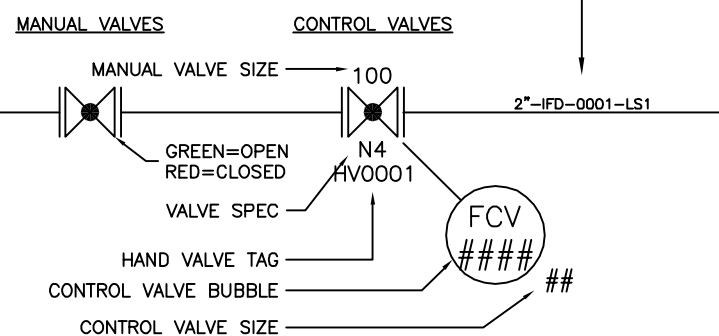 MANUAL VALVES
CONTROL VALVES
MANUAL VALVE SIZE
100
2"-IFD-0001-LS1
GREEN=OPEN
RED=CLOSED
N4
HV0001
VALVE SPEC
FCV
####
HAND VALVE TAG
##
CONTROL VALVE BUBBLE
CONTROL VALVE SIZE